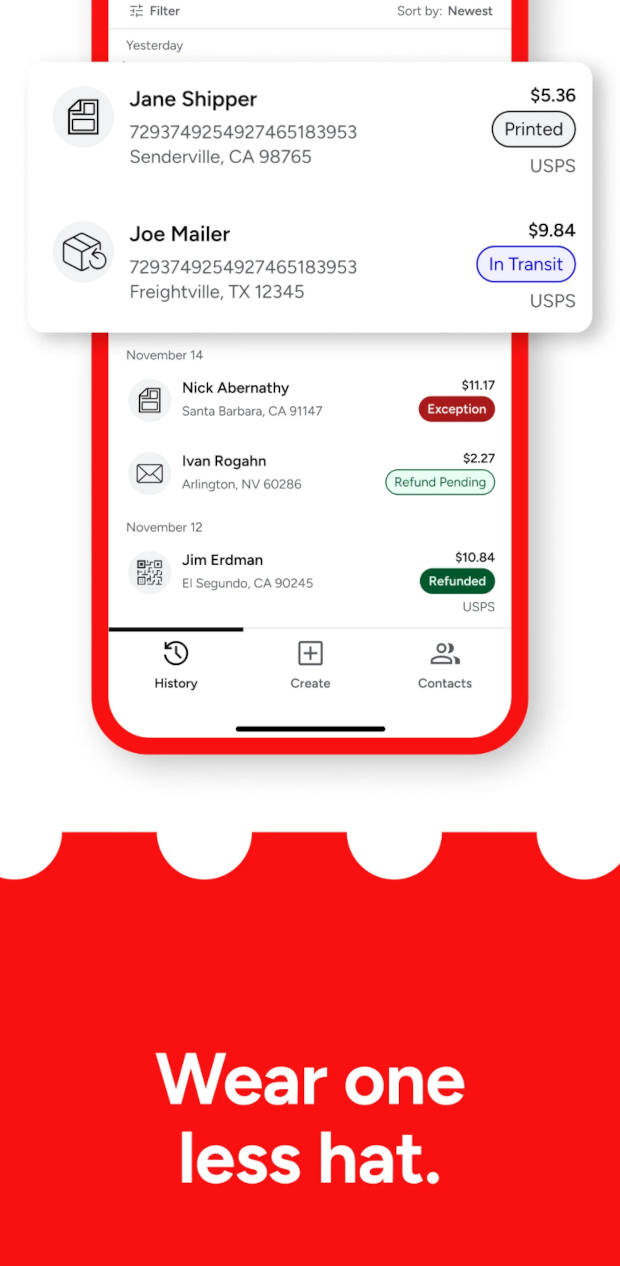 Filter
Sort by: Newest
Yesterday
Jane Shipper
$5.36
7293749254927465183953
Printed
Senderville, CA 98765
USPS
Joe Mailer
$9.84
7293749254927465183953
In Transit
Freightville, TX 12345
USPS
November 14
Nick Abernathy
$11.17
Santa Barbara, CA 91147
Exception
Ivan Rogahn
$2.27
Arlington, NV 60286
Refund Pending
November 12
Jim Erdman
$10.84
El Segundo, CA 90245
Refunded
USPS
History
Create
Contacts
Wear one
less hat.